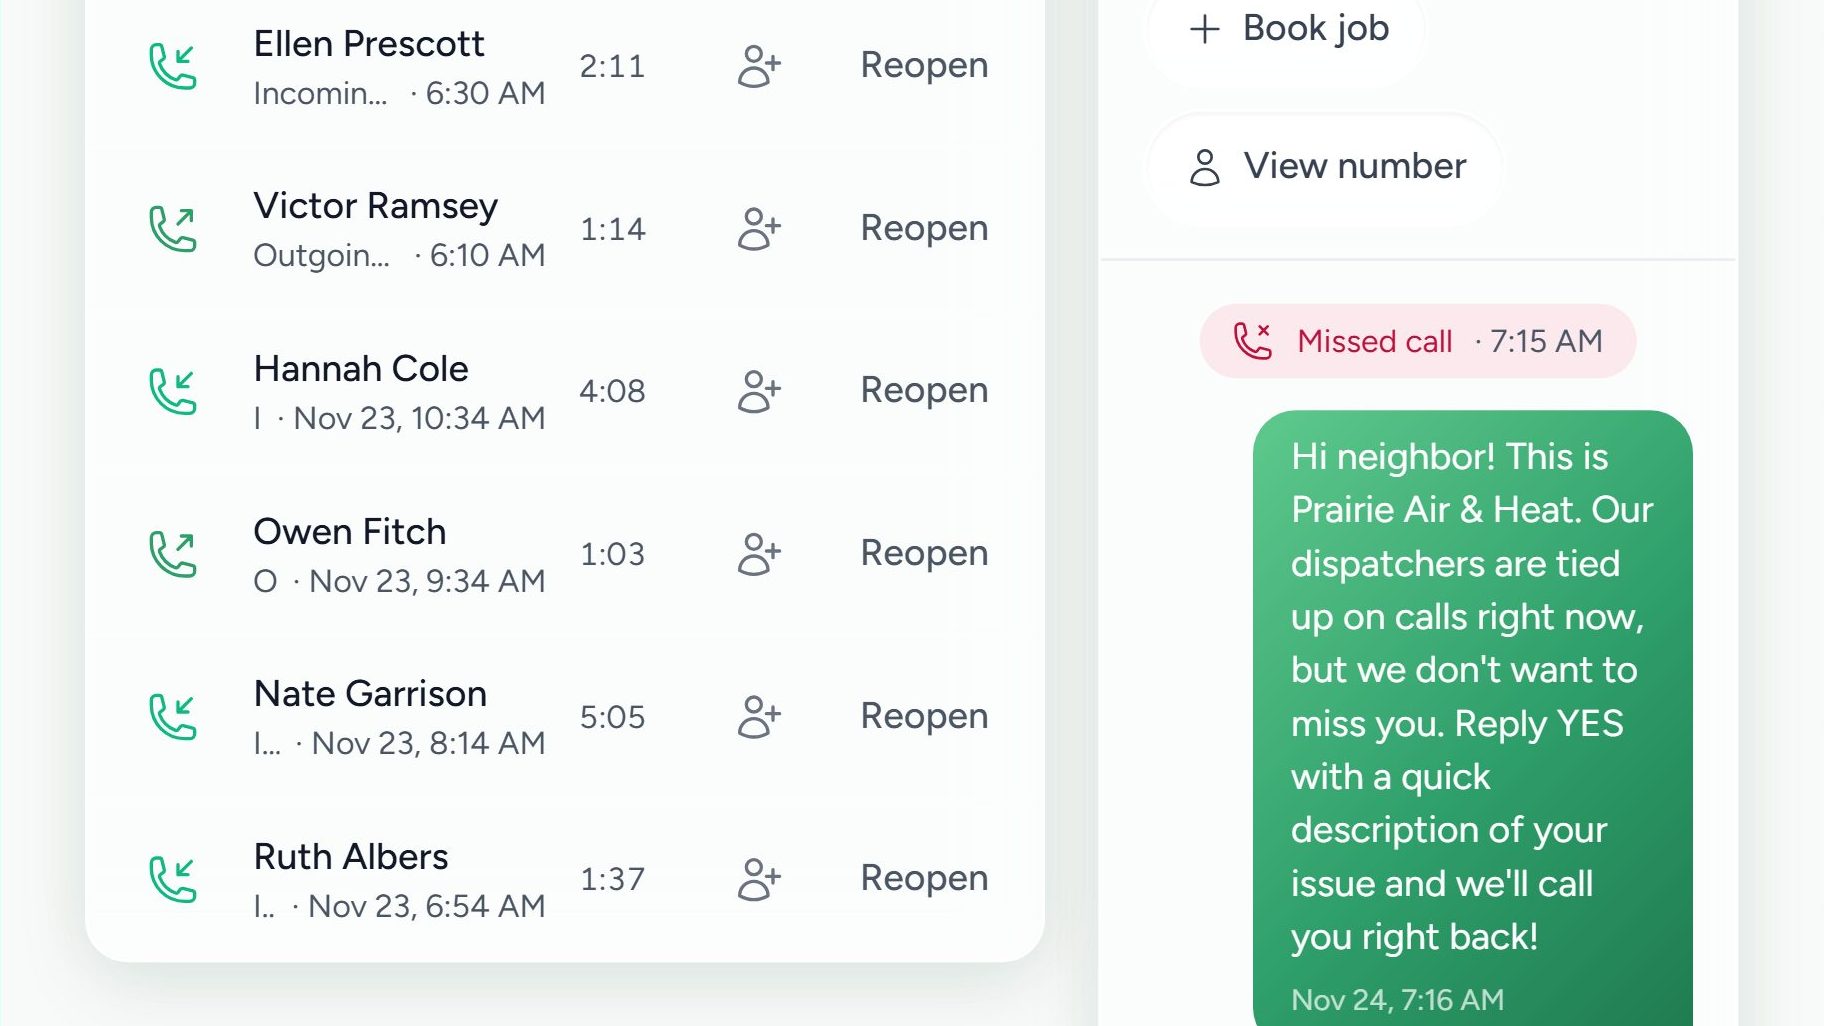 Ellen Prescott
Incomin... · 6:30 AM
2:11
Reopen
Victor Ramsey
Outgoin... · 6:10 AM
1:14
Reopen
Hannah Cole
I · Nov 23, 10:34 AM
4:08
Reopen
Owen Fitch
O · Nov 23, 9:34 AM
1:03
Reopen
Nate Garrison
I... · Nov 23, 8:14 AM
5:05
Reopen
Ruth Albers
I.. · Nov 23, 6:54 AM
1:37
Reopen
Book job
View number
Missed call · 7:15 AM
Hi neighbor! This is
Prairie Air & Heat. Our
dispatchers are tied
up on calls right now,
but we don't want to
miss you. Reply YES
with a quick
description of your
issue and we'll call
you right back!
Nov 24, 7:16 AM